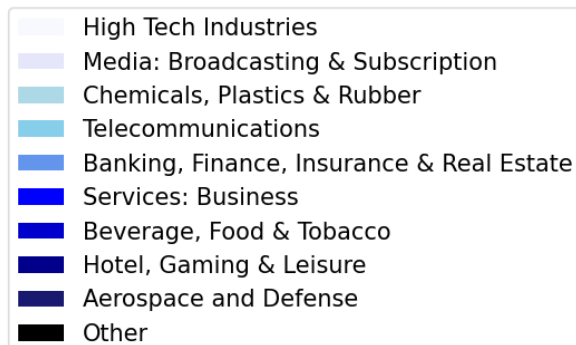 High Tech Industries
Media: Broadcasting & Subscription
Chemicals, Plastics & Rubber
Telecommunications
Banking, Finance, Insurance & Real Estate
Services: Business
Beverage, Food & Tobacco
Hotel, Gaming & Leisure
Aerospace and Defense
Other